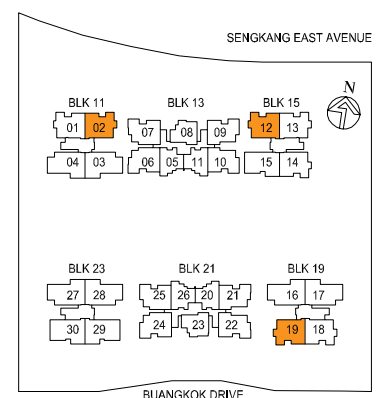 SENGKANG EAST AVENUE
N
BLK 11 BLK 13 BLK 15
01 02 07 08 09 12 13
04 03 06 05 11 10 15 14
BLK 23 BLK 21 BLK 19
27 28 25 26 20 21 16 17
30 29 24 23 22 19 18
BUANGKOK DRIVE